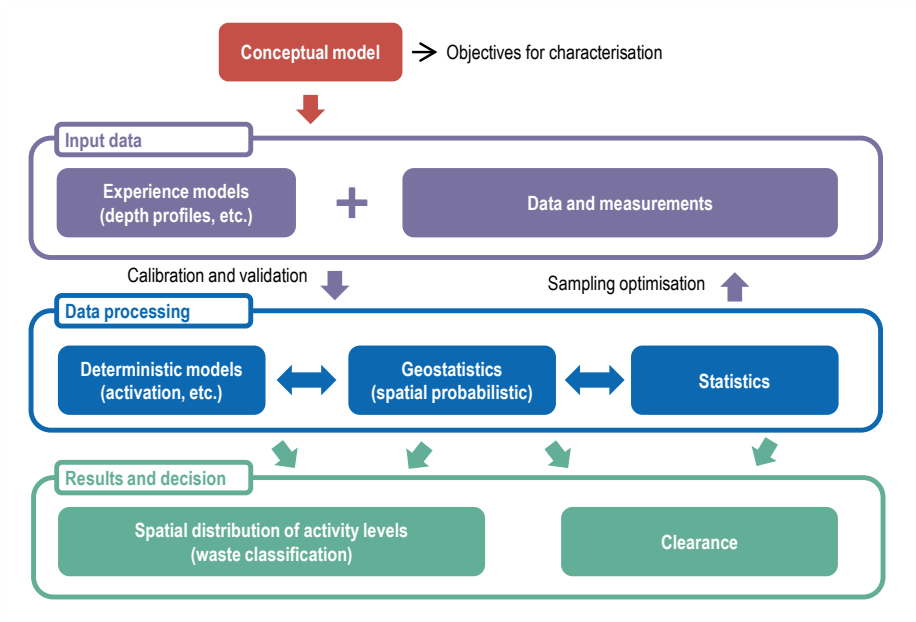 Conceptual model
Objectives for characterisation
Input data
Experience models
(depth profiles, etc.)
+
Data and measurements
Calibration and validation
Sampling optimisation
Data processing
Deterministic models
(activation, etc.)
Geostatistics
(spatial probabilistic)
Statistics
Results and decision
Spatial distribution of activity levels
(waste classification)
Clearance